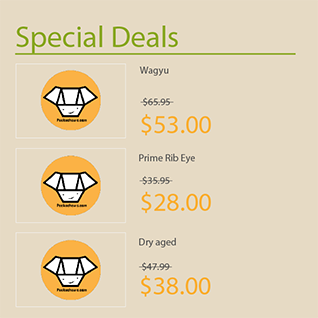 Special Deals
Wagyu
$65.95
$53.00
Prime Rib Eye
$35.95
$28.00
Dry aged
$47.99
$38.00